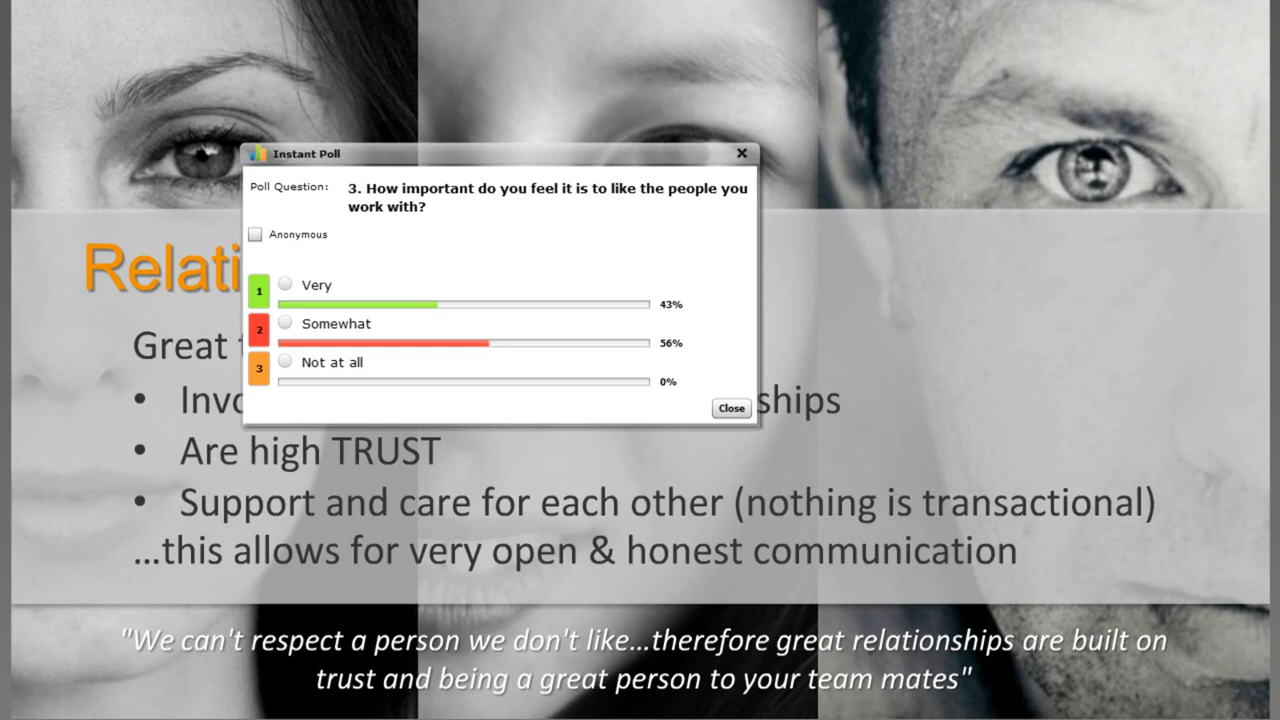 Instant Poll
Poll Question:
3. How important do you feel it is to like the people you
work with?
Anonymous
1 Very
43%
2 Somewhat
56%
3 Not at all
0%
Close
Relati
Great
Invo ships
• Are high TRUST
• Support and care for each other (nothing is transactional)
...this allows for very open & honest communication
"We can't respect a person we don't like...therefore great relationships are built on
trust and being a great person to your team mates"